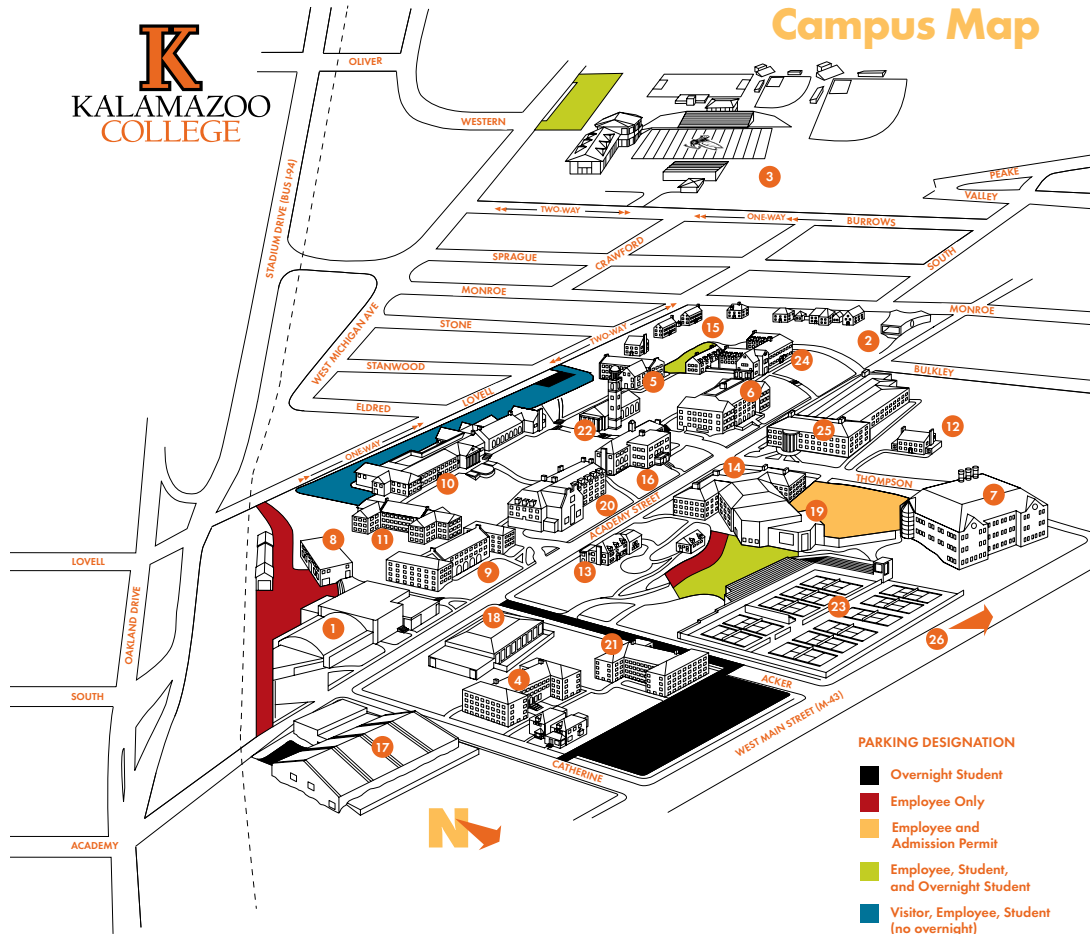 Campus Map
K
KALAMAZOO
COLLEGE
OLIVER
WESTERN
STADIUM DRIVE (BUS I-94)
3
PEAKE
VALLEY
TWO-WAY
ONE-WAY
BURROWS
SPRAGUE
CRAWFORD
SOUTH
MONROE
MONROE
STONE
TWO-WAY
15
2
WEST MICHIGAN AVE
STANWOOD
24
BULKLEY
5
6
LOVELL
ELDRED
22
25
12
ONE-WAY
10
16
14
THOMPSON
7
20
19
ACADEMY STREET
11
8
9
13
LOVELL
OAKLAND DRIVE
1
18
23
26
21
4
ACKER
SOUTH
WEST MAIN STREET (M-43)
17
CATHERINE
N
ACADEMY
PARKING DESIGNATION
Overnight Student
Employee Only
Employee and
Admission Permit
Employee, Student,
and Overnight Student
Visitor, Employee, Student
(no overnight)